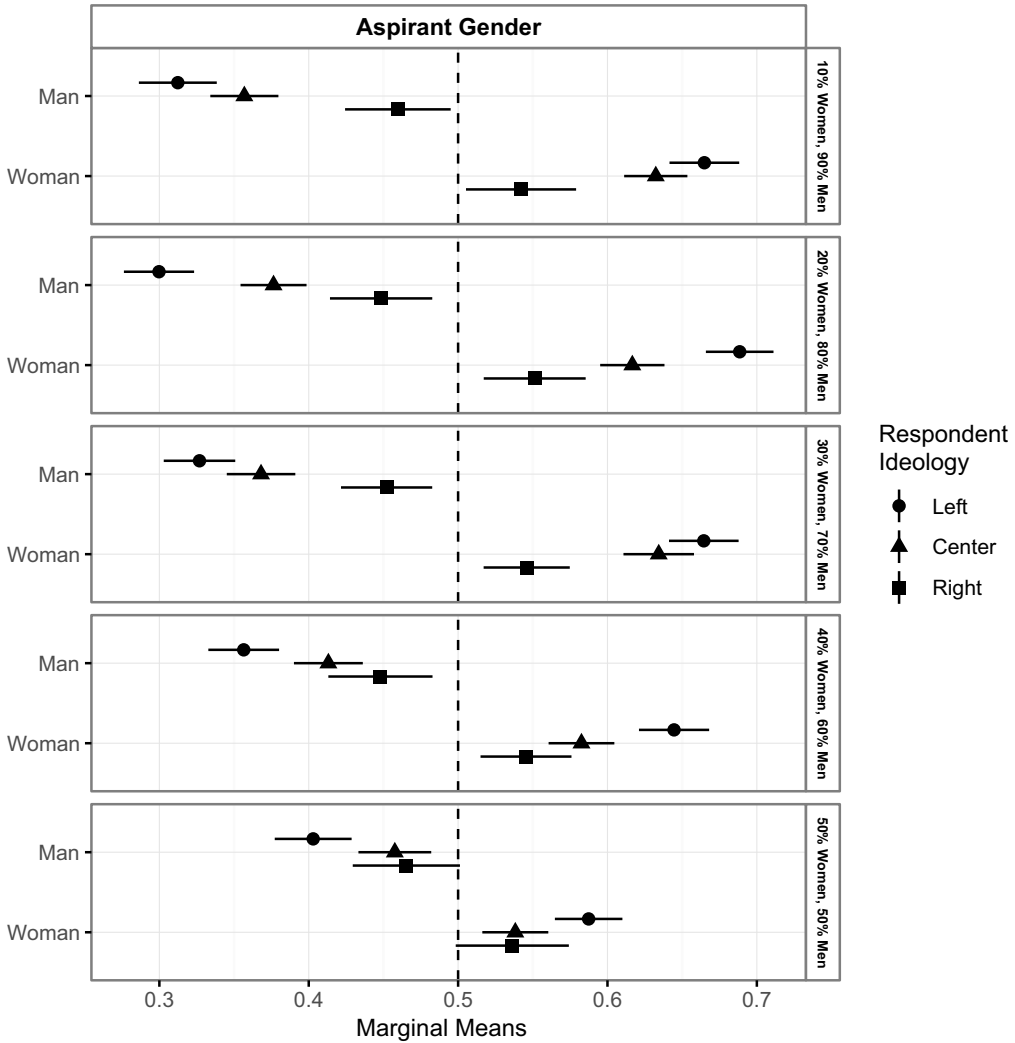 Aspirant Gender
Man
Woman
10% Women, 90% Men
Man
Woman
20% Women, 80% Men
Man
Woman
30% Women, 70% Men
Man
Woman
40% Women, 60% Men
Man
Woman
50% Women, 50% Men
0.3 0.4 0.5 0.6 0.7
Marginal Means
Respondent
Ideology
Left
Center
Right